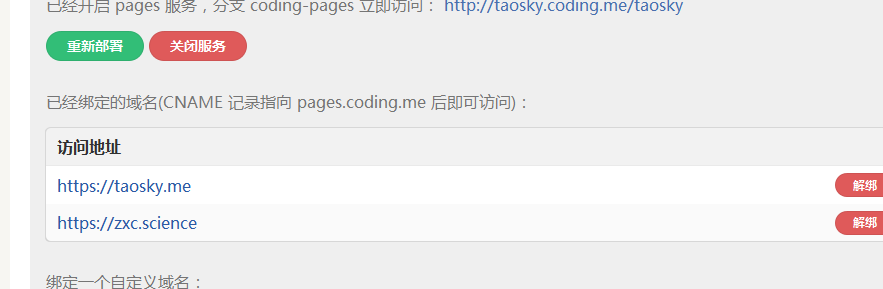 已经开启 pages 服务，分支 coding-pages 立即访问： http://taosky.coding.me/taosky
重新部署 关闭服务
已经绑定的域名(CNAME 记录指向 pages.coding.me 后即可访问)：
访问地址
https://taosky.me 解绑
https://zxc.science 解绑
绑定一个自定义域名：